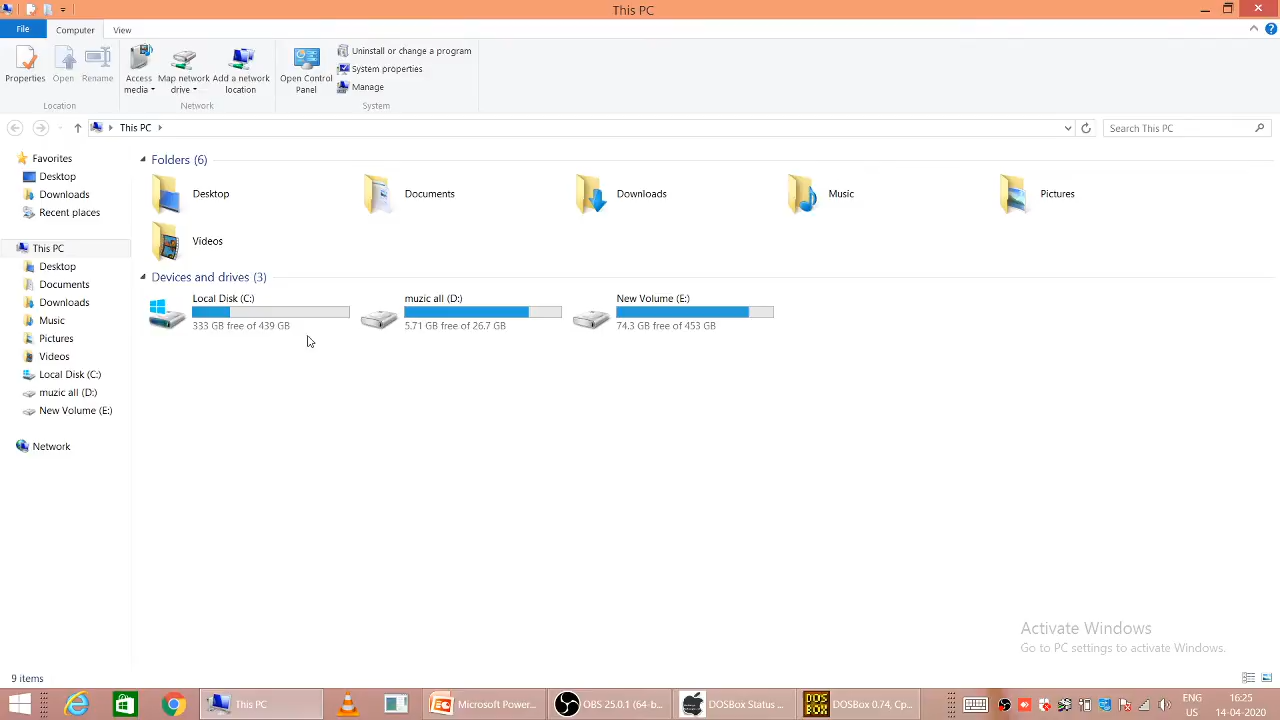 This PC
File
Computer
View
Properties
Open
Rename
Access media
Map network drive
Add a network location
Open Control Panel
Uninstall or change a program
System properties
Manage
Location
Network
System
This PC
Search This PC
Favorites
Desktop
Downloads
Recent places
This PC
Desktop
Documents
Downloads
Music
Pictures
Videos
Local Disk (C:)
muzic all (D:)
New Volume (E:)
Network
Folders (6)
Desktop
Documents
Downloads
Music
Pictures
Videos
Devices and drives (3)
Local Disk (C:)
333 GB free of 439 GB
muzic all (D:)
5.71 GB free of 26.7 GB
New Volume (E:)
74.3 GB free of 453 GB
Activate Windows
Go to PC settings to activate Windows.
9 items
This PC
Microsoft Power...
OBS 25.0.1 (64-b...
DOSBox Status ...
DOS BOX
DOSBox 0.74, Cp...
ENG
US
16:25
14-04-2020